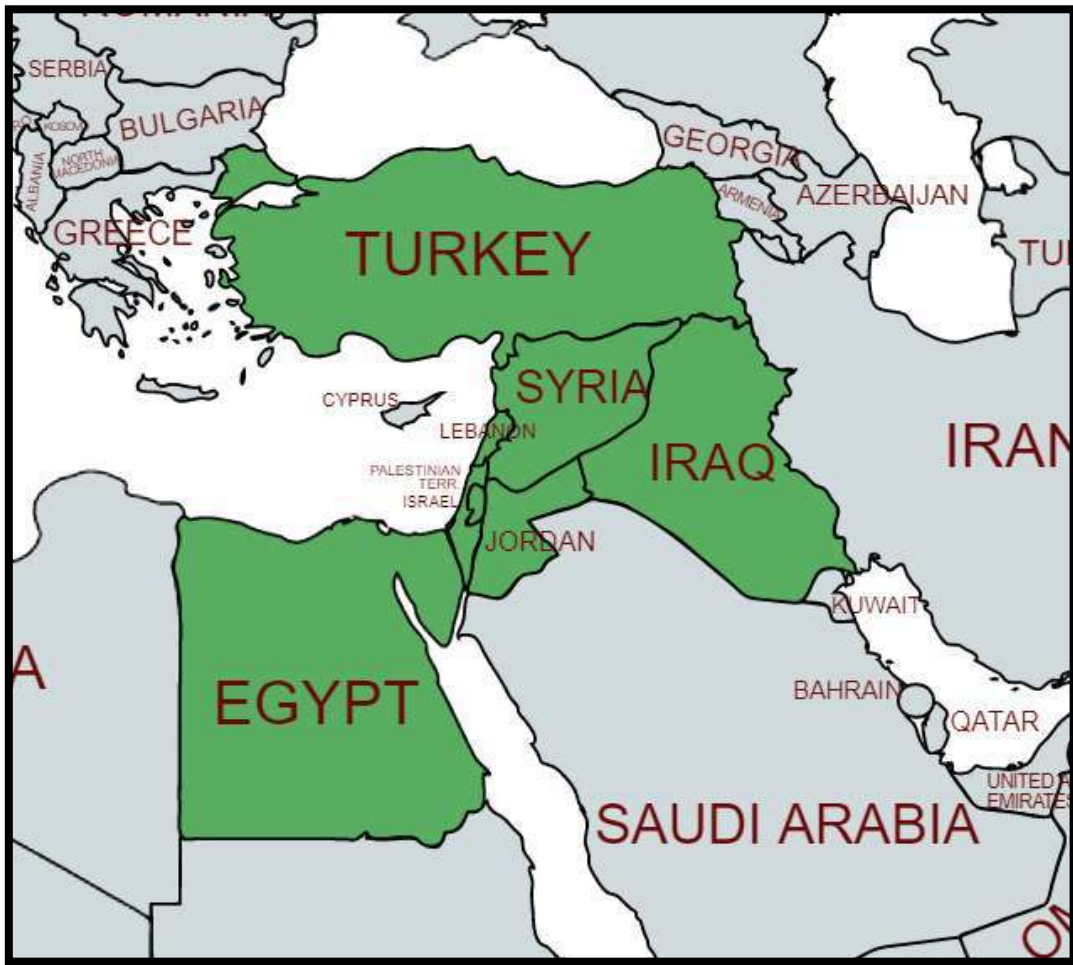 SERBIA
KOSOVO
BULGARIA
NORTH
MACEDONIA
ALBANIA
GREECE
GEORGIA
ARMENIA
AZERBAIJAN
TURKEY
SYRIA
CYPRUS
LEBANON
IRAQ
IRAN
PALESTINIAN
TERR.
ISRAEL
JORDAN
KUWAIT
EGYPT
BAHRAIN
QATAR
UNITED A
EMIRATES
SAUDI ARABIA